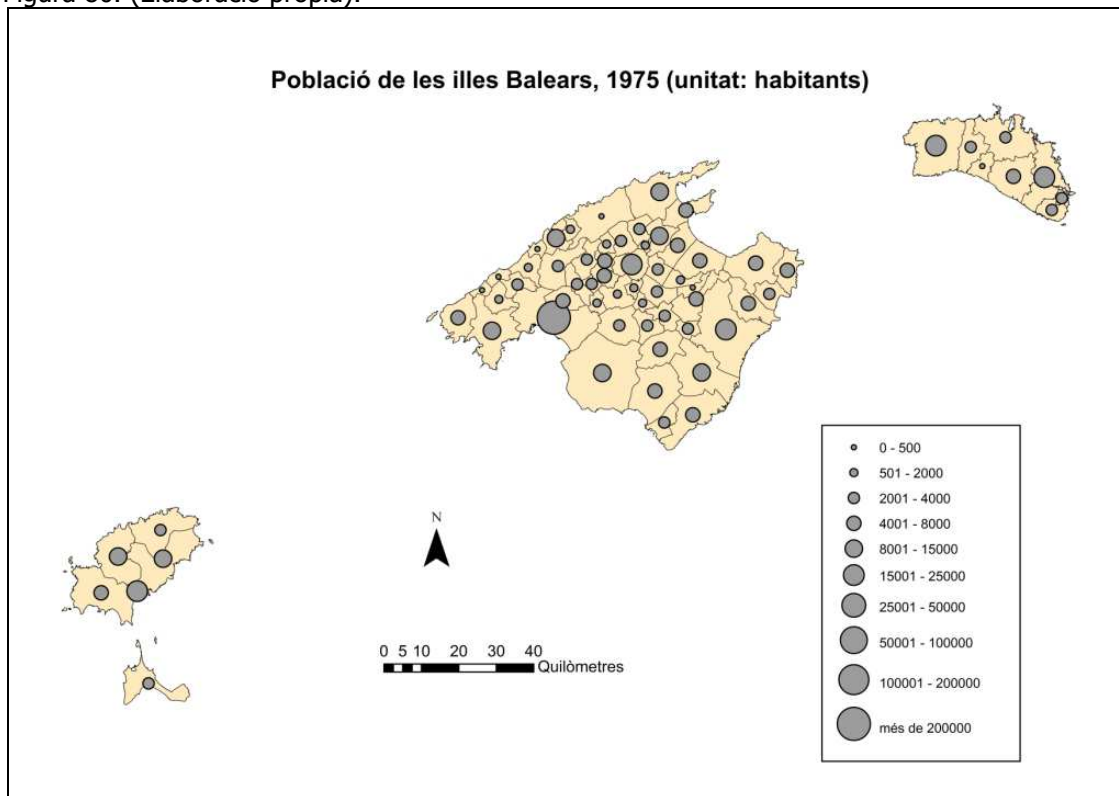 Figura 80. (Elaboració pròpia).
Població de les illes Balears, 1975 (unitat: habitants)
0 - 500
501 - 2000
2001 - 4000
4001 - 8000
8001 - 15000
15001 - 25000
25001 - 50000
50001 - 100000
100001 - 200000
més de 200000
N
0 5 10 20 30 40
Quilòmetres